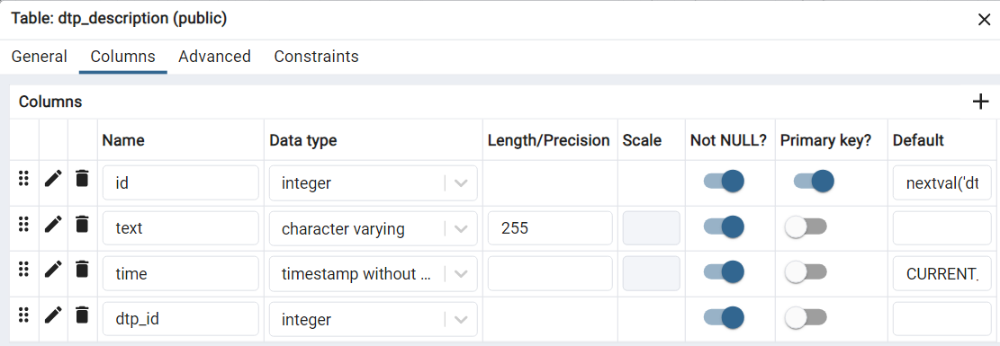 Table: dtp_description (public)
General Columns Advanced Constraints
Columns
Name Data type Length/Precision Scale Not NULL? Primary key? Default
id integer nextval('dt
text character varying 255
time timestamp without ... CURRENT_
dtp_id integer